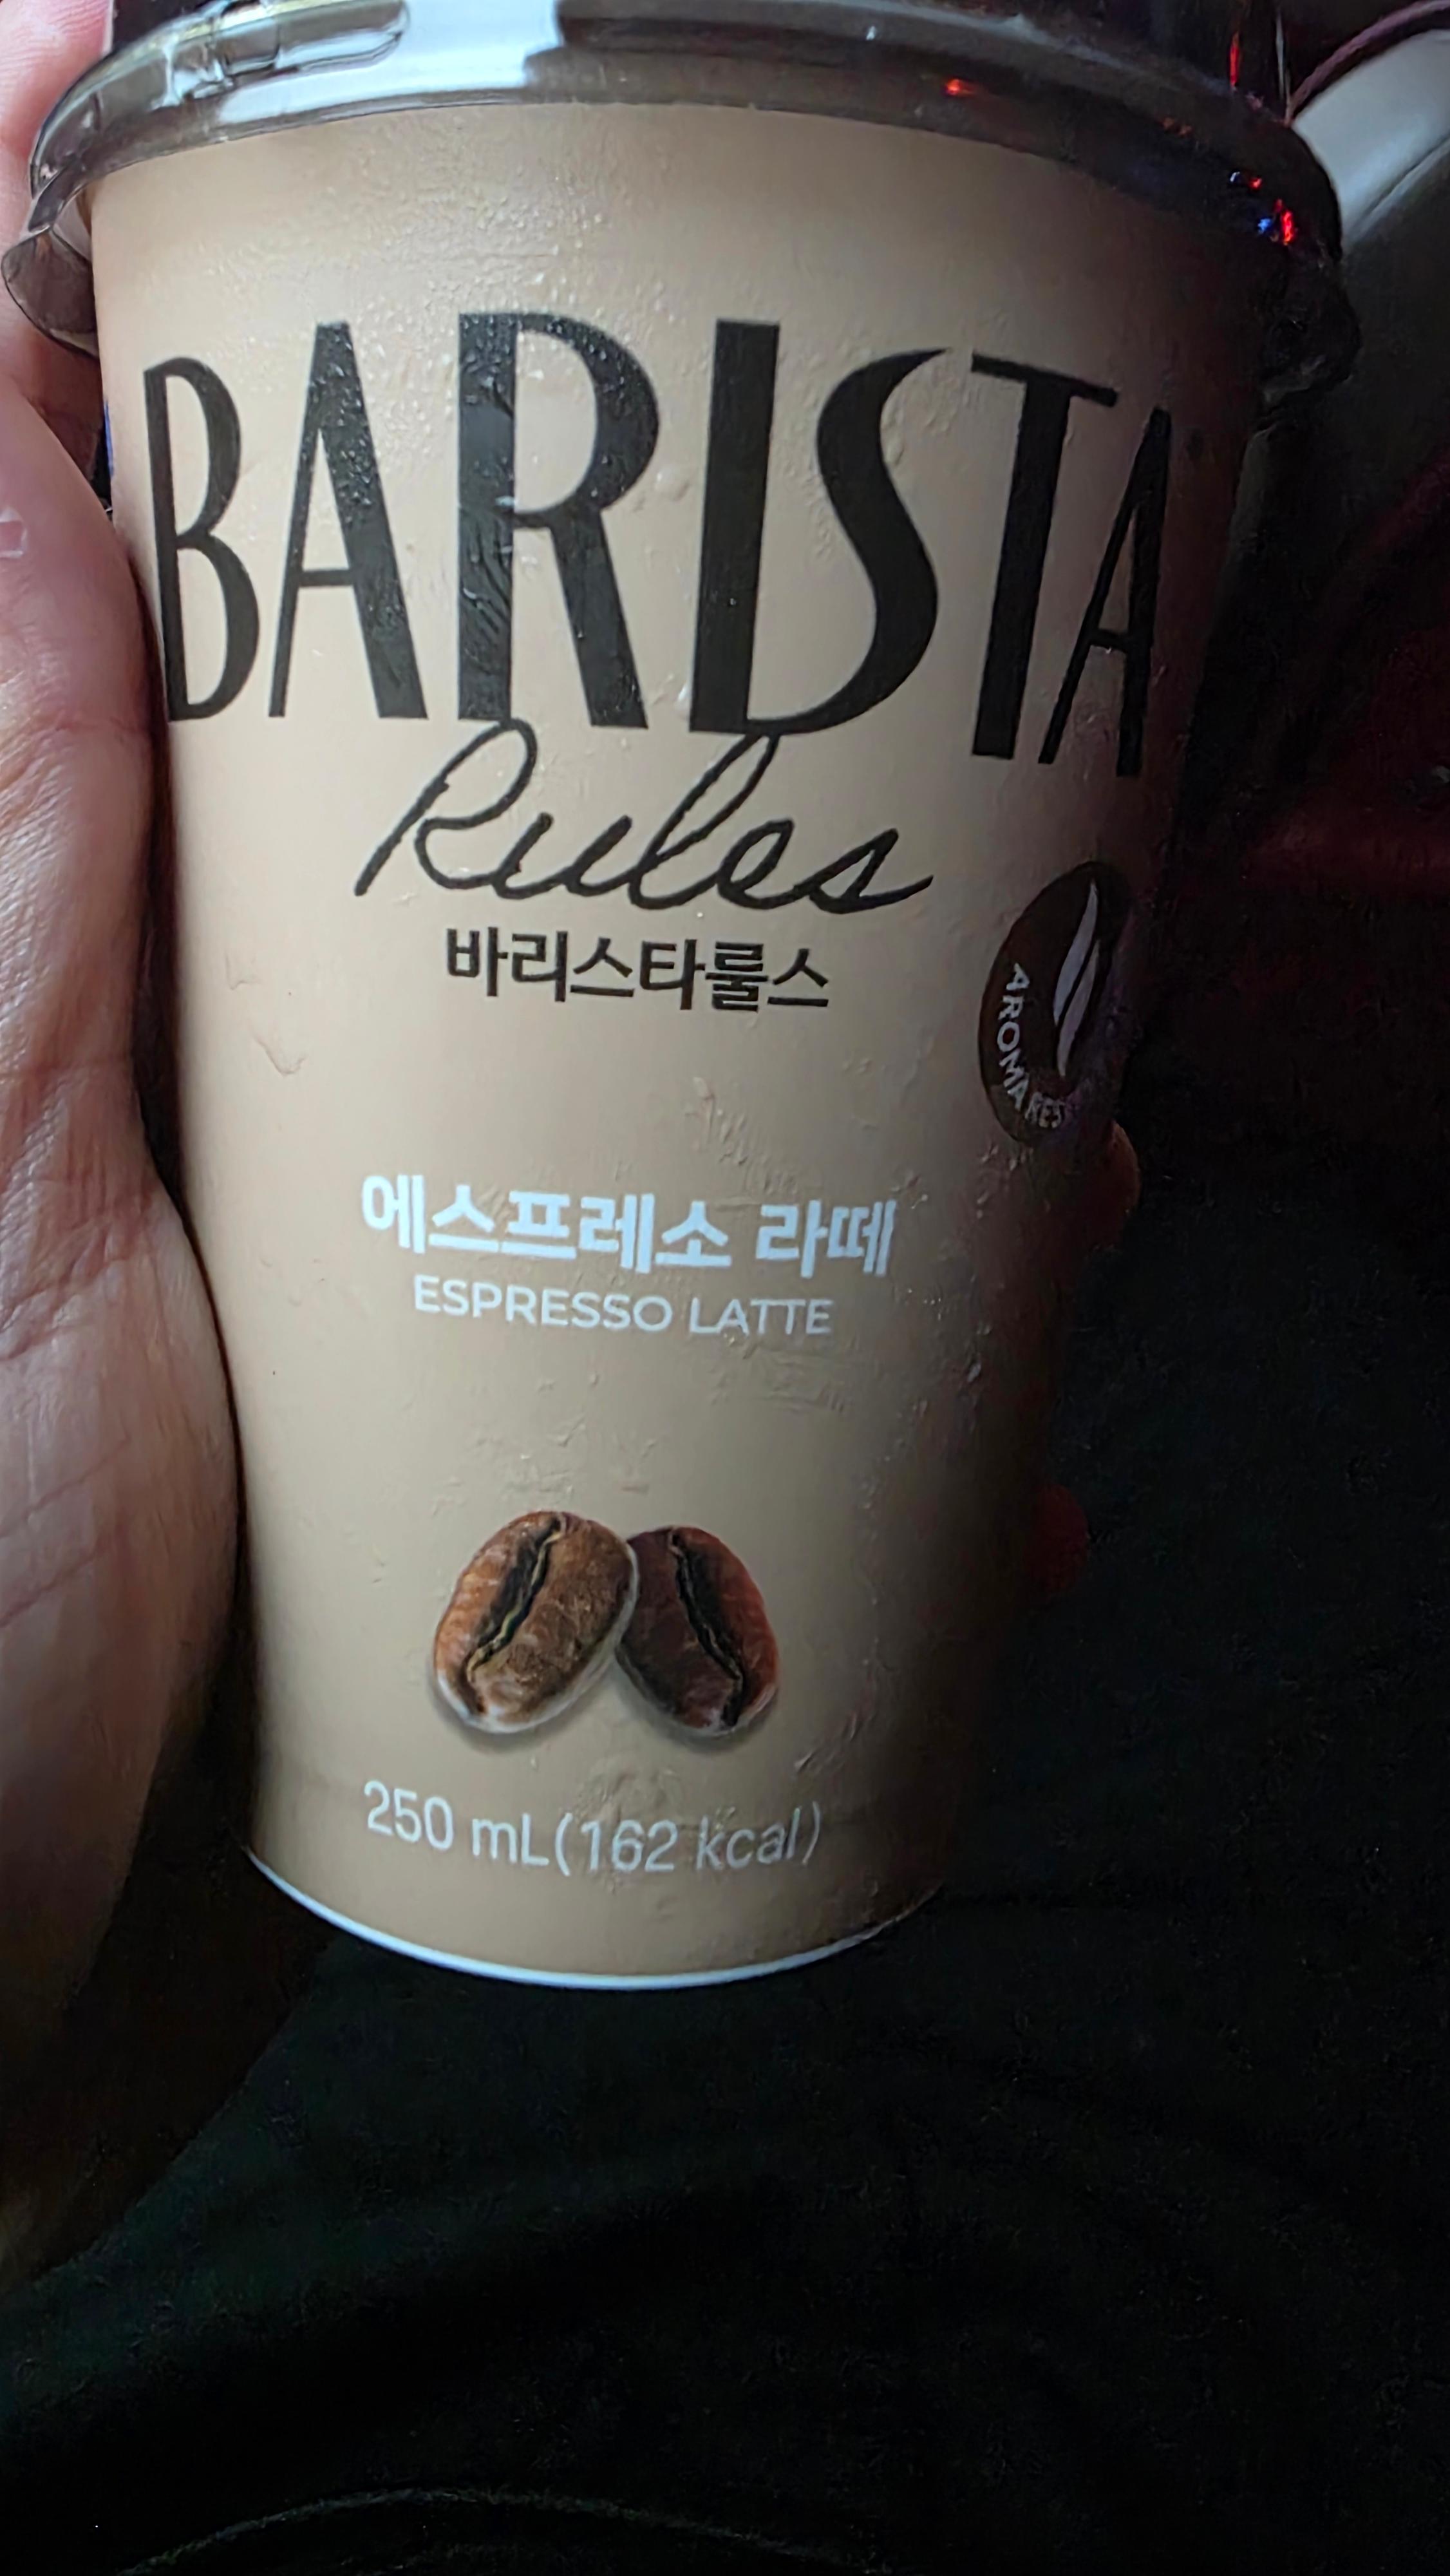 BARISTA
Rules
바리스타룰스
AROMA
에스프레소 라떼
ESPRESSO LATTE
250 mL(162 kcal)